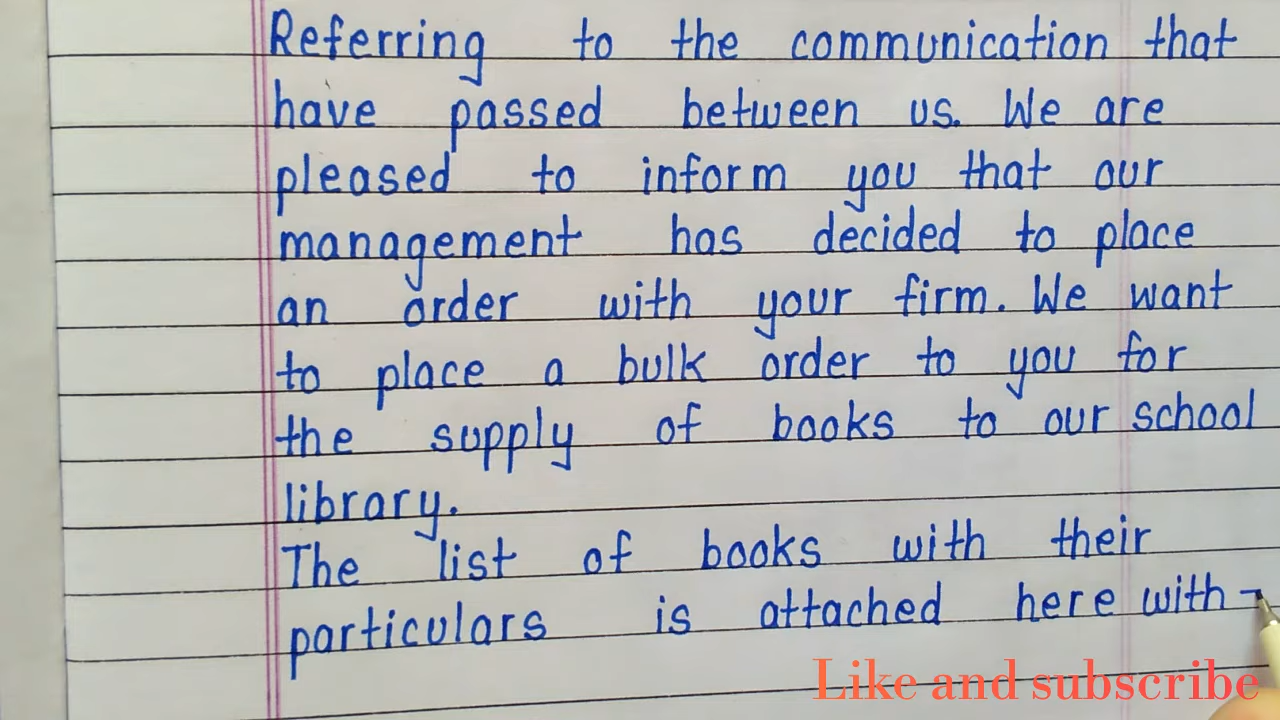 Referring to the communication that
have passed between us. We are
pleased to inform you that our
management has decided to place
an order with your firm. We want
to place a bulk order to you for
the supply of books to our school
library.
The list of books with their
particulars is attached here with -
Like and subscribe